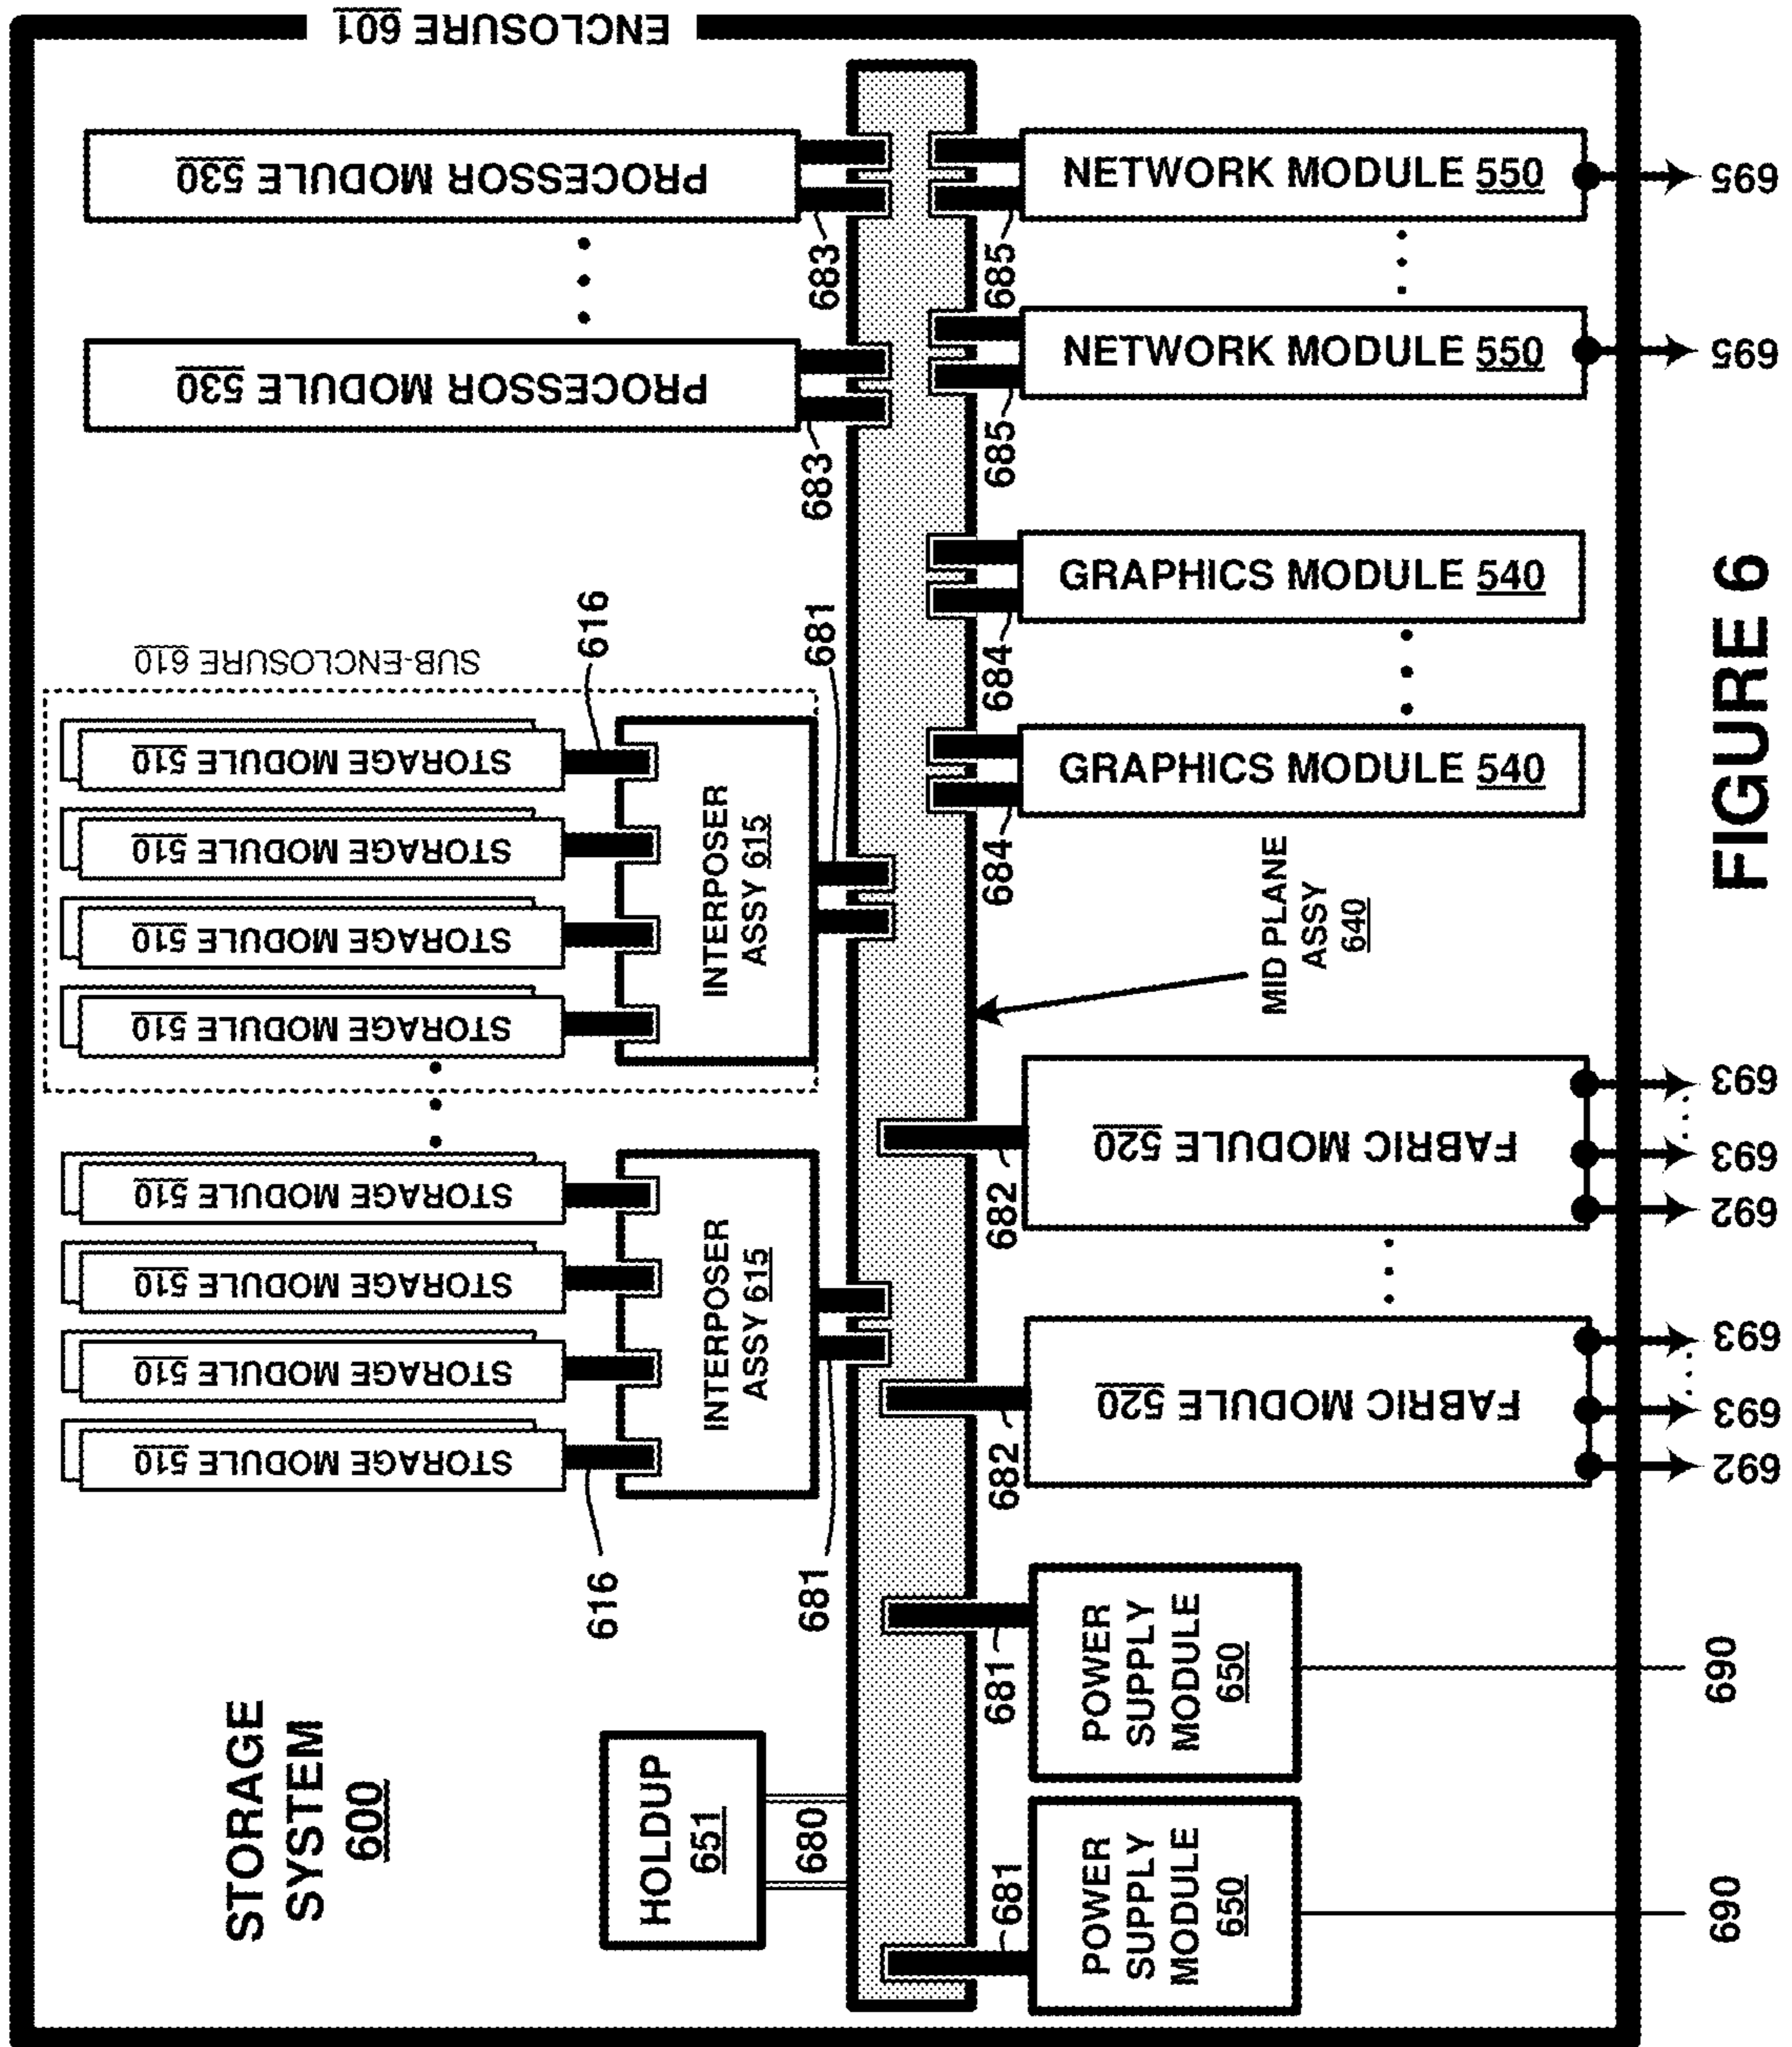 ENCLOSURE 601
STORAGE
SYSTEM
600
SUB-ENCLOSURE 610
STORAGE MODULE 510
STORAGE MODULE 510
STORAGE MODULE 510
STORAGE MODULE 510
STORAGE MODULE 510
STORAGE MODULE 510
STORAGE MODULE 510
STORAGE MODULE 510
PROCESSOR MODULE 530
PROCESSOR MODULE 530
616
616
HOLDUP
651
INTERPOSER
ASSY 615
INTERPOSER
ASSY 615
680
681
681
683
683
681
681
682
682
684
684
685
685
POWER
SUPPLY
MODULE
650
POWER
SUPPLY
MODULE
650
FABRIC MODULE 520
FABRIC MODULE 520
MID PLANE
ASSY
640
GRAPHICS MODULE 540
GRAPHICS MODULE 540
NETWORK MODULE 550
NETWORK MODULE 550
690
690
692
693
693
692
693
693
695
695
FIGURE 6